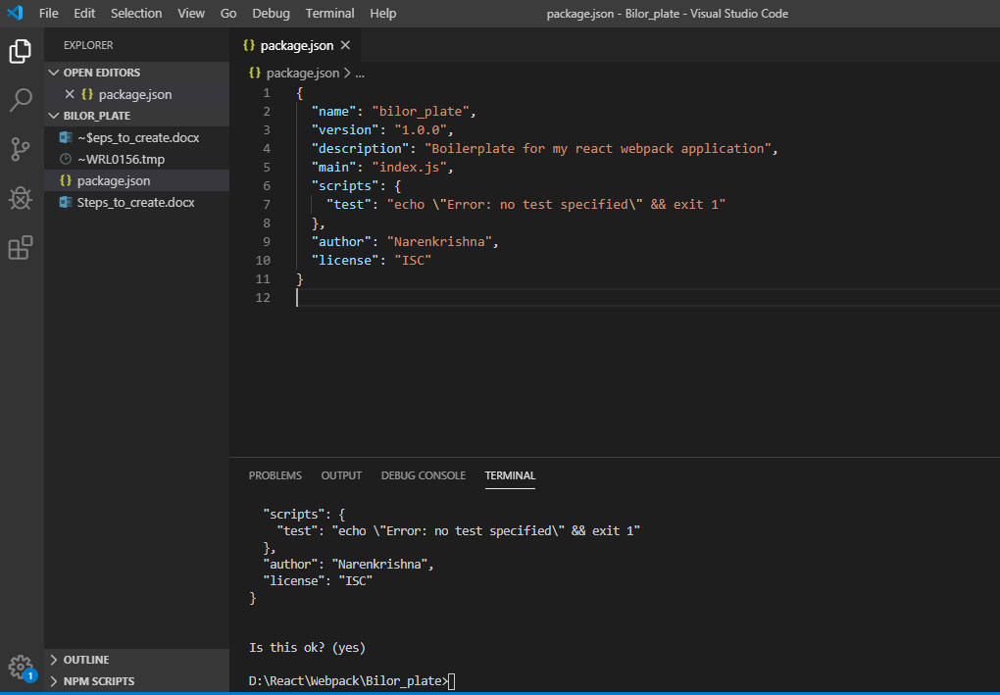 File Edit Selection View Go Debug Terminal Help package.json - Bilor_plate - Visual Studio Code
EXPLORER
OPEN EDITORS
package.json
BILOR_PLATE
~$eps_to_create.docx
~WRL0156.tmp
package.json
Steps_to_create.docx
OUTLINE
NPM SCRIPTS
1
{} package.json
{} package.json > ...
1 {
2 "name": "bilor_plate",
3 "version": "1.0.0",
4 "description": "Boilerplate for my react webpack application",
5 "main": "index.js",
6 "scripts": {
7 "test": "echo \"Error: no test specified\" && exit 1"
8 },
9 "author": "Narenkrishna",
10 "license": "ISC"
11 }
12
PROBLEMS OUTPUT DEBUG CONSOLE TERMINAL
"scripts": {
"test": "echo \"Error: no test specified\" && exit 1"
},
"author": "Narenkrishna",
"license": "ISC"
}
Is this ok? (yes)
D:\React\Webpack\Bilor_plate>